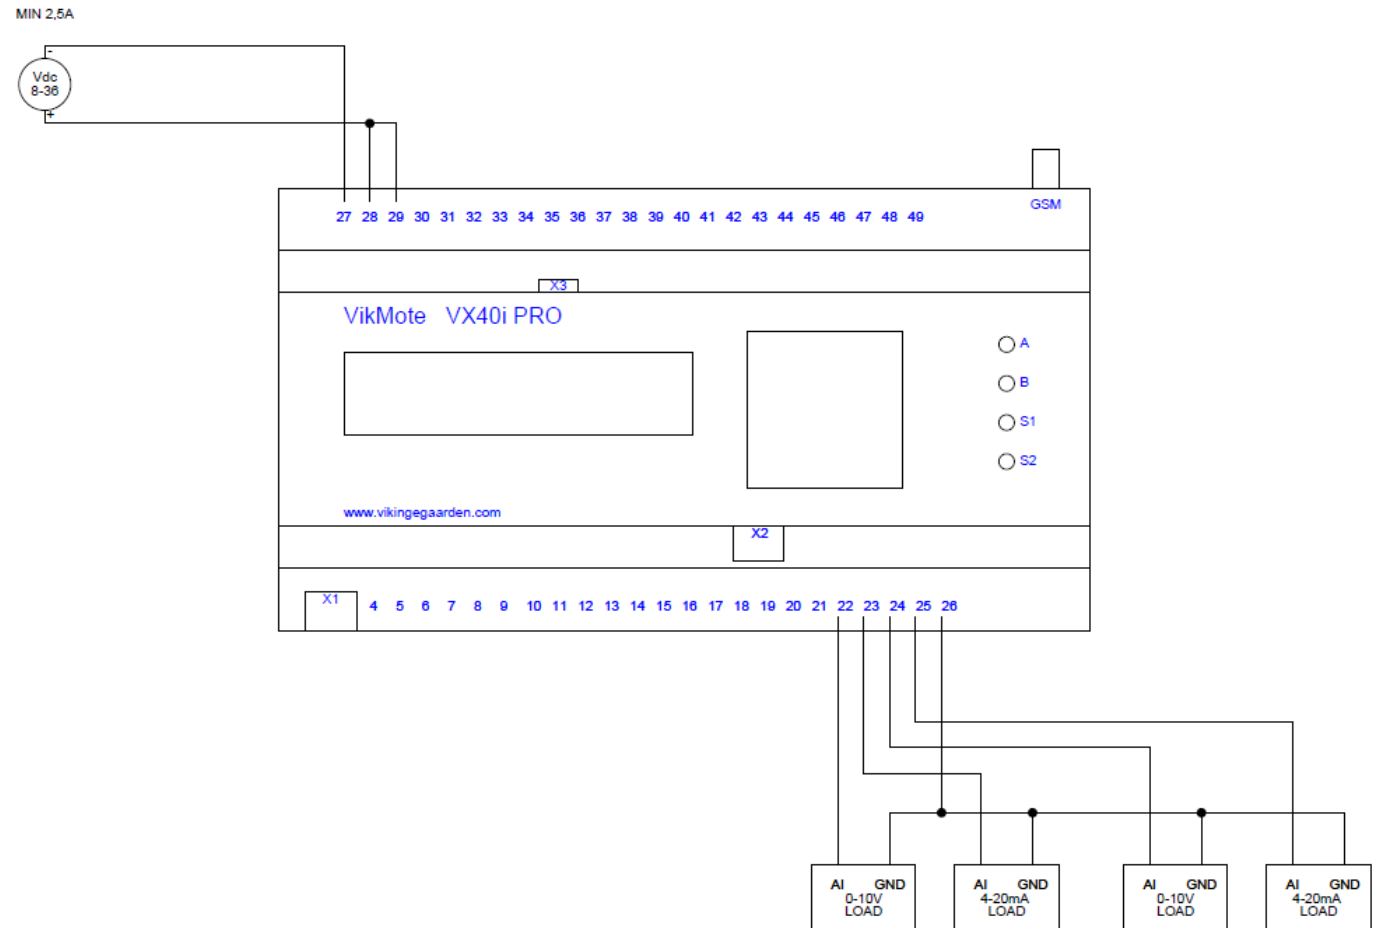 MIN 2,5A
-
Vdc
8-36
+
27 28 29 30 31 32 33 34 35 36 37 38 39 40 41 42 43 44 45 46 47 48 49
GSM
X3
VikMote VX40i PRO
A
B
S1
S2
www.vikingegaarden.com
X2
X1
4 5 6 7 8 9 10 11 12 13 14 15 16 17 18 19 20 21 22 23 24 25 26
AI GND
0-10V
LOAD
AI GND
4-20mA
LOAD
AI GND
0-10V
LOAD
AI GND
4-20mA
LOAD